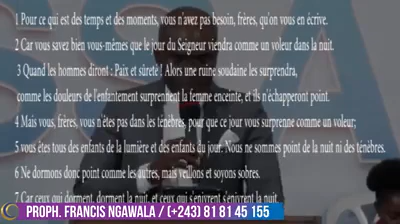 1 Pour ce qui est des temps et des moments, vous n'avez pas besoin, frères, qu'on vous en écrive.
2 Car vous savez bien vous-mêmes que le jour du Seigneur viendra comme un voleur dans la nuit.
3 Quand les hommes diront : Paix et sûreté ! Alors une ruine soudaine les surprendra,
comme les douleurs de l'enfantement surprennent la femme enceinte, et ils n'échapperont point.
4 Mais vous, frères, vous n'êtes pas dans les ténèbres, pour que ce jour vous surprenne comme un voleur;
5 vous êtes tous des enfants de la lumière et des enfants du jour. Nous ne sommes point de la nuit ni des ténèbres.
6 Ne dormons donc point comme les autres, mais veillons et soyons sobres.
7 Car ceux qui dorment, dorment la nuit, et ceux qui s'enivrent s'enivrent la nuit.
PROPH. FRANCIS NGAWALA / (+243) 81 81 45 155